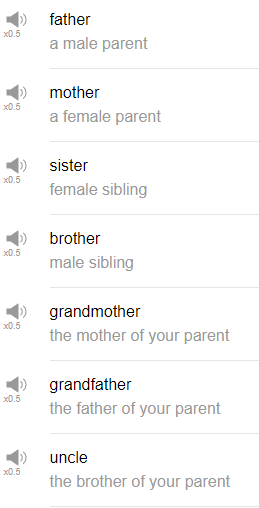 father
x0.5
a male parent
mother
x0.5
a female parent
sister
x0.5
female sibling
brother
x0.5
male sibling
grandmother
x0.5
the mother of your parent
grandfather
x0.5
the father of your parent
uncle
x0.5
the brother of your parent